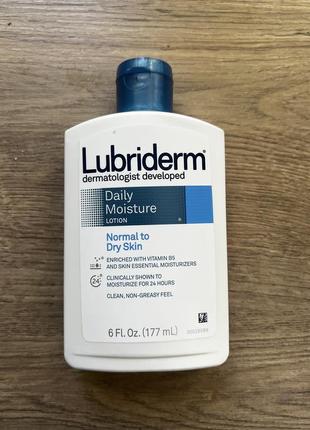 Lubriderm®
dermatologist developed
Daily
Moisture
LOTION
Normal to
Dry Skin
ENRICHED WITH VITAMIN B5
AND SKIN ESSENTIAL MOISTURIZERS
24
CLINICALLY SHOWN TO
MOISTURIZE FOR 24 HOURS
CLEAN, NON-GREASY FEEL
6 Fl. Oz. (177 mL)